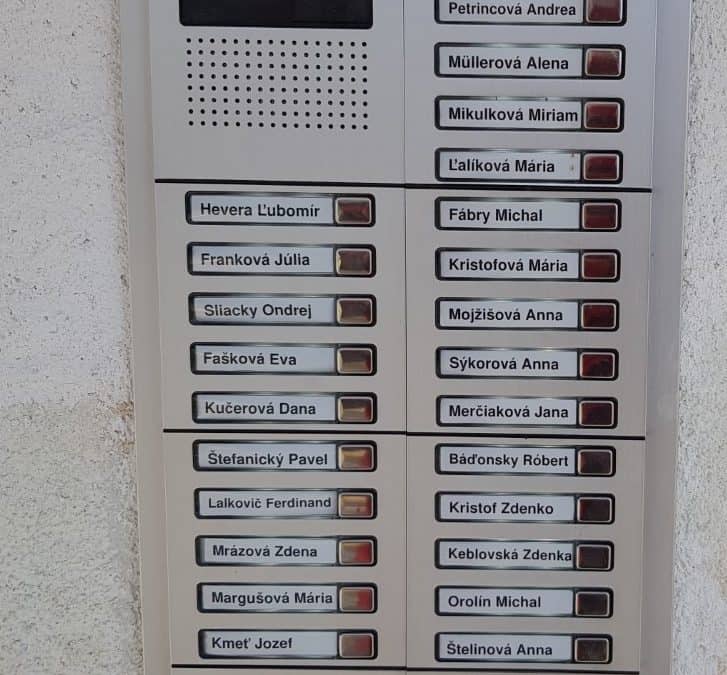 Petrincová Andrea
Müllerová Alena
Mikulková Miriam
Ľalíková Mária
Hevera Ľubomír
Franková Júlia
Sliacky Ondrej
Fašková Eva
Kučerová Dana
Fábry Michal
Kristofová Mária
Mojžišová Anna
Sýkorová Anna
Merčiaková Jana
Štefanický Pavel
Lalkovič Ferdinand
Mrázová Zdena
Margušová Mária
Kmeť Jozef
Báďonsky Róbert
Kristof Zdenko
Keblovská Zdenka
Orolín Michal
Štelinová Anna